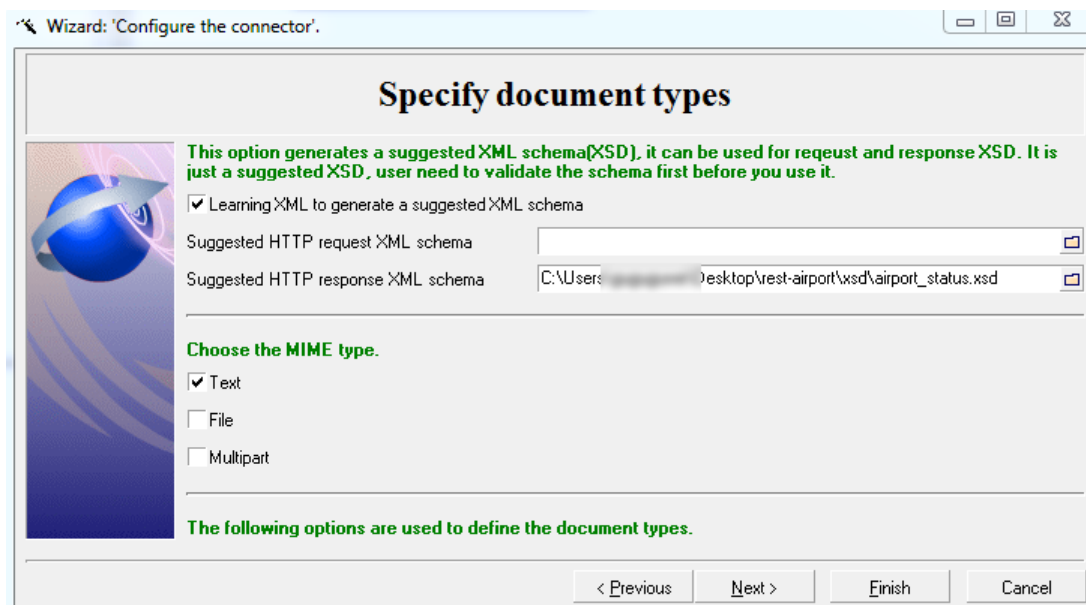 Wizard: 'Configure the connector'.
Specify document types
This option generates a suggested XML schema(XSD), it can be used for reqeust and response XSD. It is
just a suggested XSD, user need to validate the schema first before you use it.
Learning XML to generate a suggested XML schema
Suggested HTTP request XML schema
Suggested HTTP response XML schema C:\Users Desktop\rest-airport\xsd\airport_status.xsd
Choose the MIME type.
Text
File
Multipart
The following options are used to define the document types.
< Previous Next > Finish Cancel